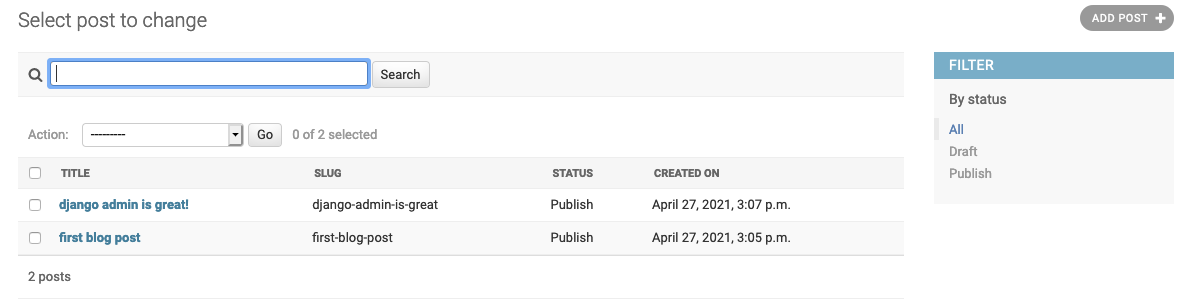 Select post to change
ADD POST +
Search
FILTER
By status
All
Draft
Publish
Action: --------- Go 0 of 2 selected
TITLE SLUG STATUS CREATED ON
django admin is great! django-admin-is-great Publish April 27, 2021, 3:07 p.m.
first blog post first-blog-post Publish April 27, 2021, 3:05 p.m.
2 posts